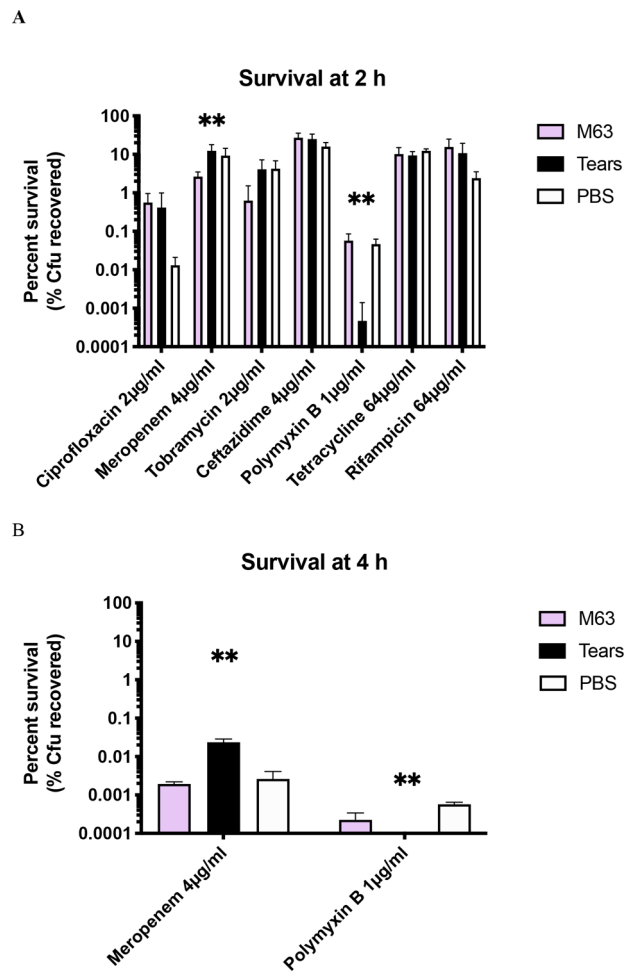 A
Survival at 2 h
Percent survival
(% Cfu recovered)
100
10
1
0.1
0.01
0.001
0.0001
**
**
M63
Tears
PBS
Ciprofloxacin 2µg/ml
Meropenem 4µg/ml
Tobramycin 2µg/ml
Ceftazidime 4µg/ml
Polymyxin B 1µg/ml
Tetracycline 64µg/ml
Rifampicin 64µg/ml
B
Survival at 4 h
Percent survival
(% Cfu recovered)
100
10
1
0.1
0.01
0.001
0.0001
**
**
M63
Tears
PBS
Meropenem 4µg/ml
Polymyxin B 1µg/ml